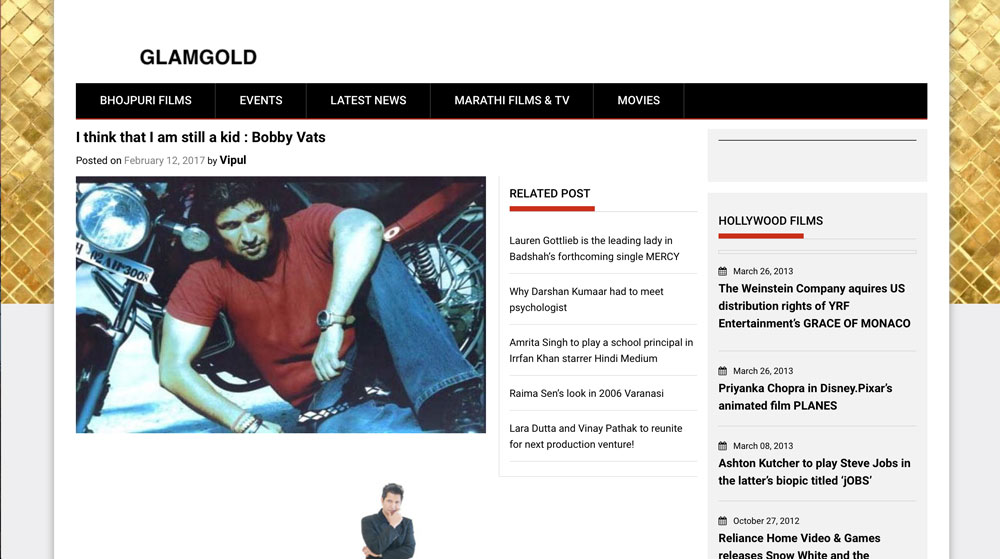 GLAMGOLD
BHOJPURI FILMS
EVENTS
LATEST NEWS
MARATHI FILMS & TV
MOVIES
I think that I am still a kid : Bobby Vats
Posted on February 12, 2017 by Vipul
RELATED POST
Lauren Gottlieb is the leading lady in
Badshah's forthcoming single MERCY
Why Darshan Kumaar had to meet
psychologist
Amrita Singh to play a school principal in
Irrfan Khan starrer Hindi Medium
Raima Sen's look in 2006 Varanasi
Lara Dutta and Vinay Pathak to reunite
for next production venture!
HOLLYWOOD FILMS
March 26, 2013
The Weinstein Company aquires US
distribution rights of YRF
Entertainment's GRACE OF MONACO
March 26, 2013
Priyanka Chopra in Disney.Pixar's
animated film PLANES
March 08, 2013
Ashton Kutcher to play Steve Jobs in
the latter's biopic titled 'jOBS'
October 27, 2012
Reliance Home Video & Games
releases Snow White and the